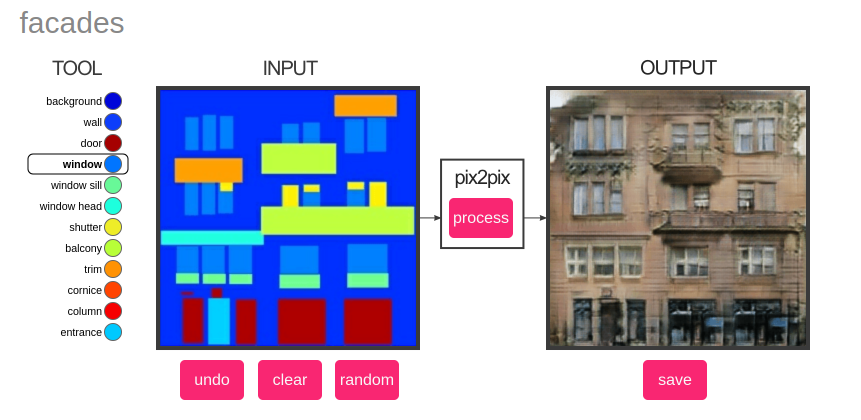 facades
TOOL
INPUT
OUTPUT
background
wall
door
window
window sill
window head
shutter
balcony
trim
cornice
column
entrance
pix2pix
process
undo
clear
random
save